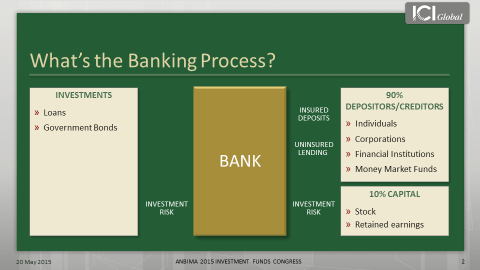 ICI Global
What's the Banking Process?
INVESTMENTS
» Loans
» Government Bonds
INVESTMENT
RISK
BANK
INSURED
DEPOSITS
UNINSURED
LENDING
INVESTMENT
RISK
90%
DEPOSITORS/CREDITORS
» Individuals
» Corporations
» Financial Institutions
» Money Market Funds
10% CAPITAL
» Stock
» Retained earnings
20 May 2015
ANBIMA 2015 INVESTMENT FUNDS CONGRESS
2